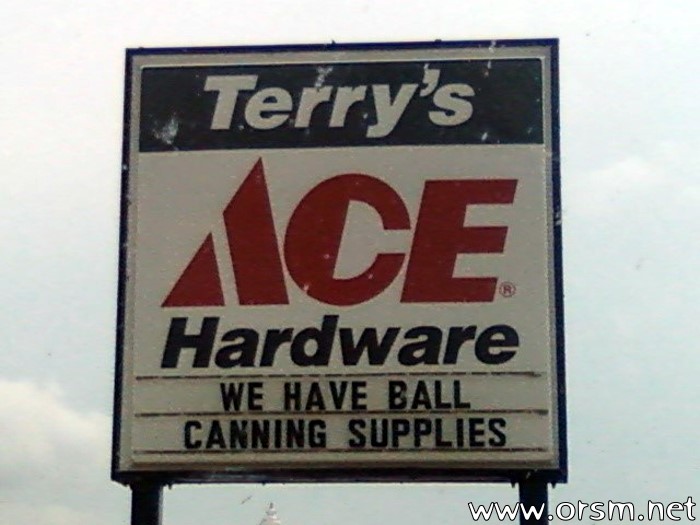 Terry's
ACE®
Hardware
WE HAVE BALL
CANNING SUPPLIES
www.orsm.net